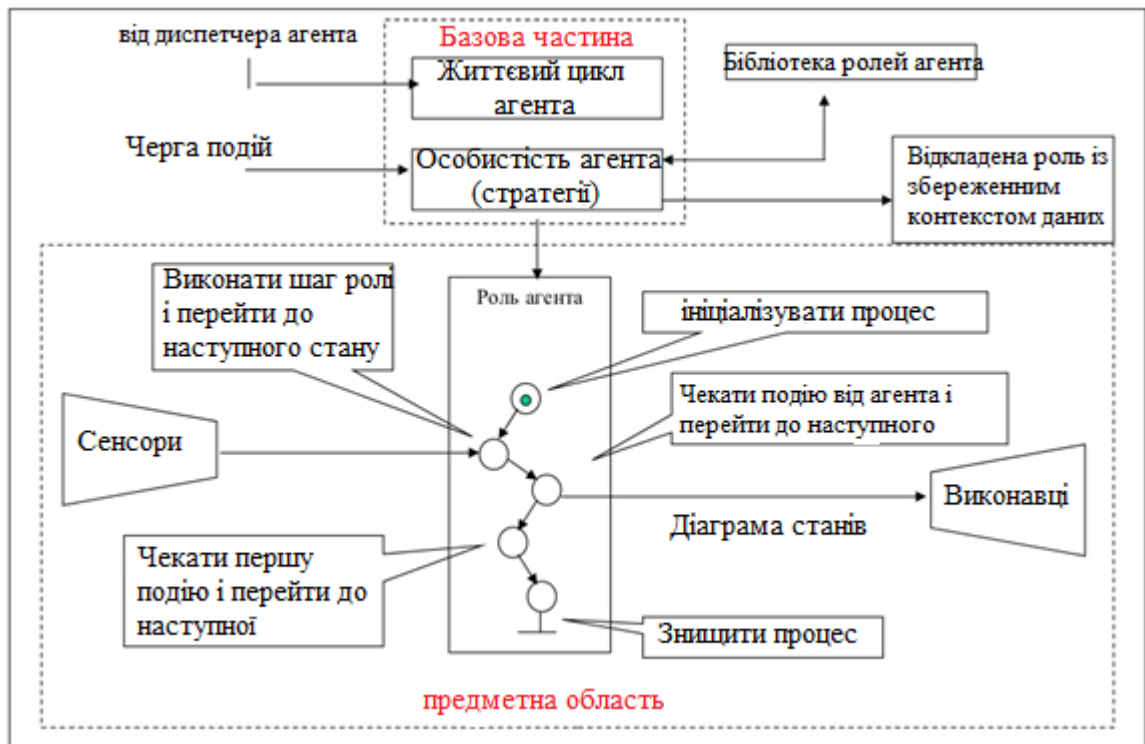 від диспетчера агента
Базова частина
Життєвий цикл
агента
Бібліотека ролей агента
Черга подій
Особистість агента
(стратегії)
Відкладена роль із
збереженним
контекстом даних
Виконати шаг ролі
і перейти до
наступного стану
Роль агента
ініціалізувати процес
Чекати подію від агента і
перейти до наступного
Сенсори
Виконавці
Діаграма станів
Чекати першу
подію і перейти до
наступної
Знищити процес
предметна область